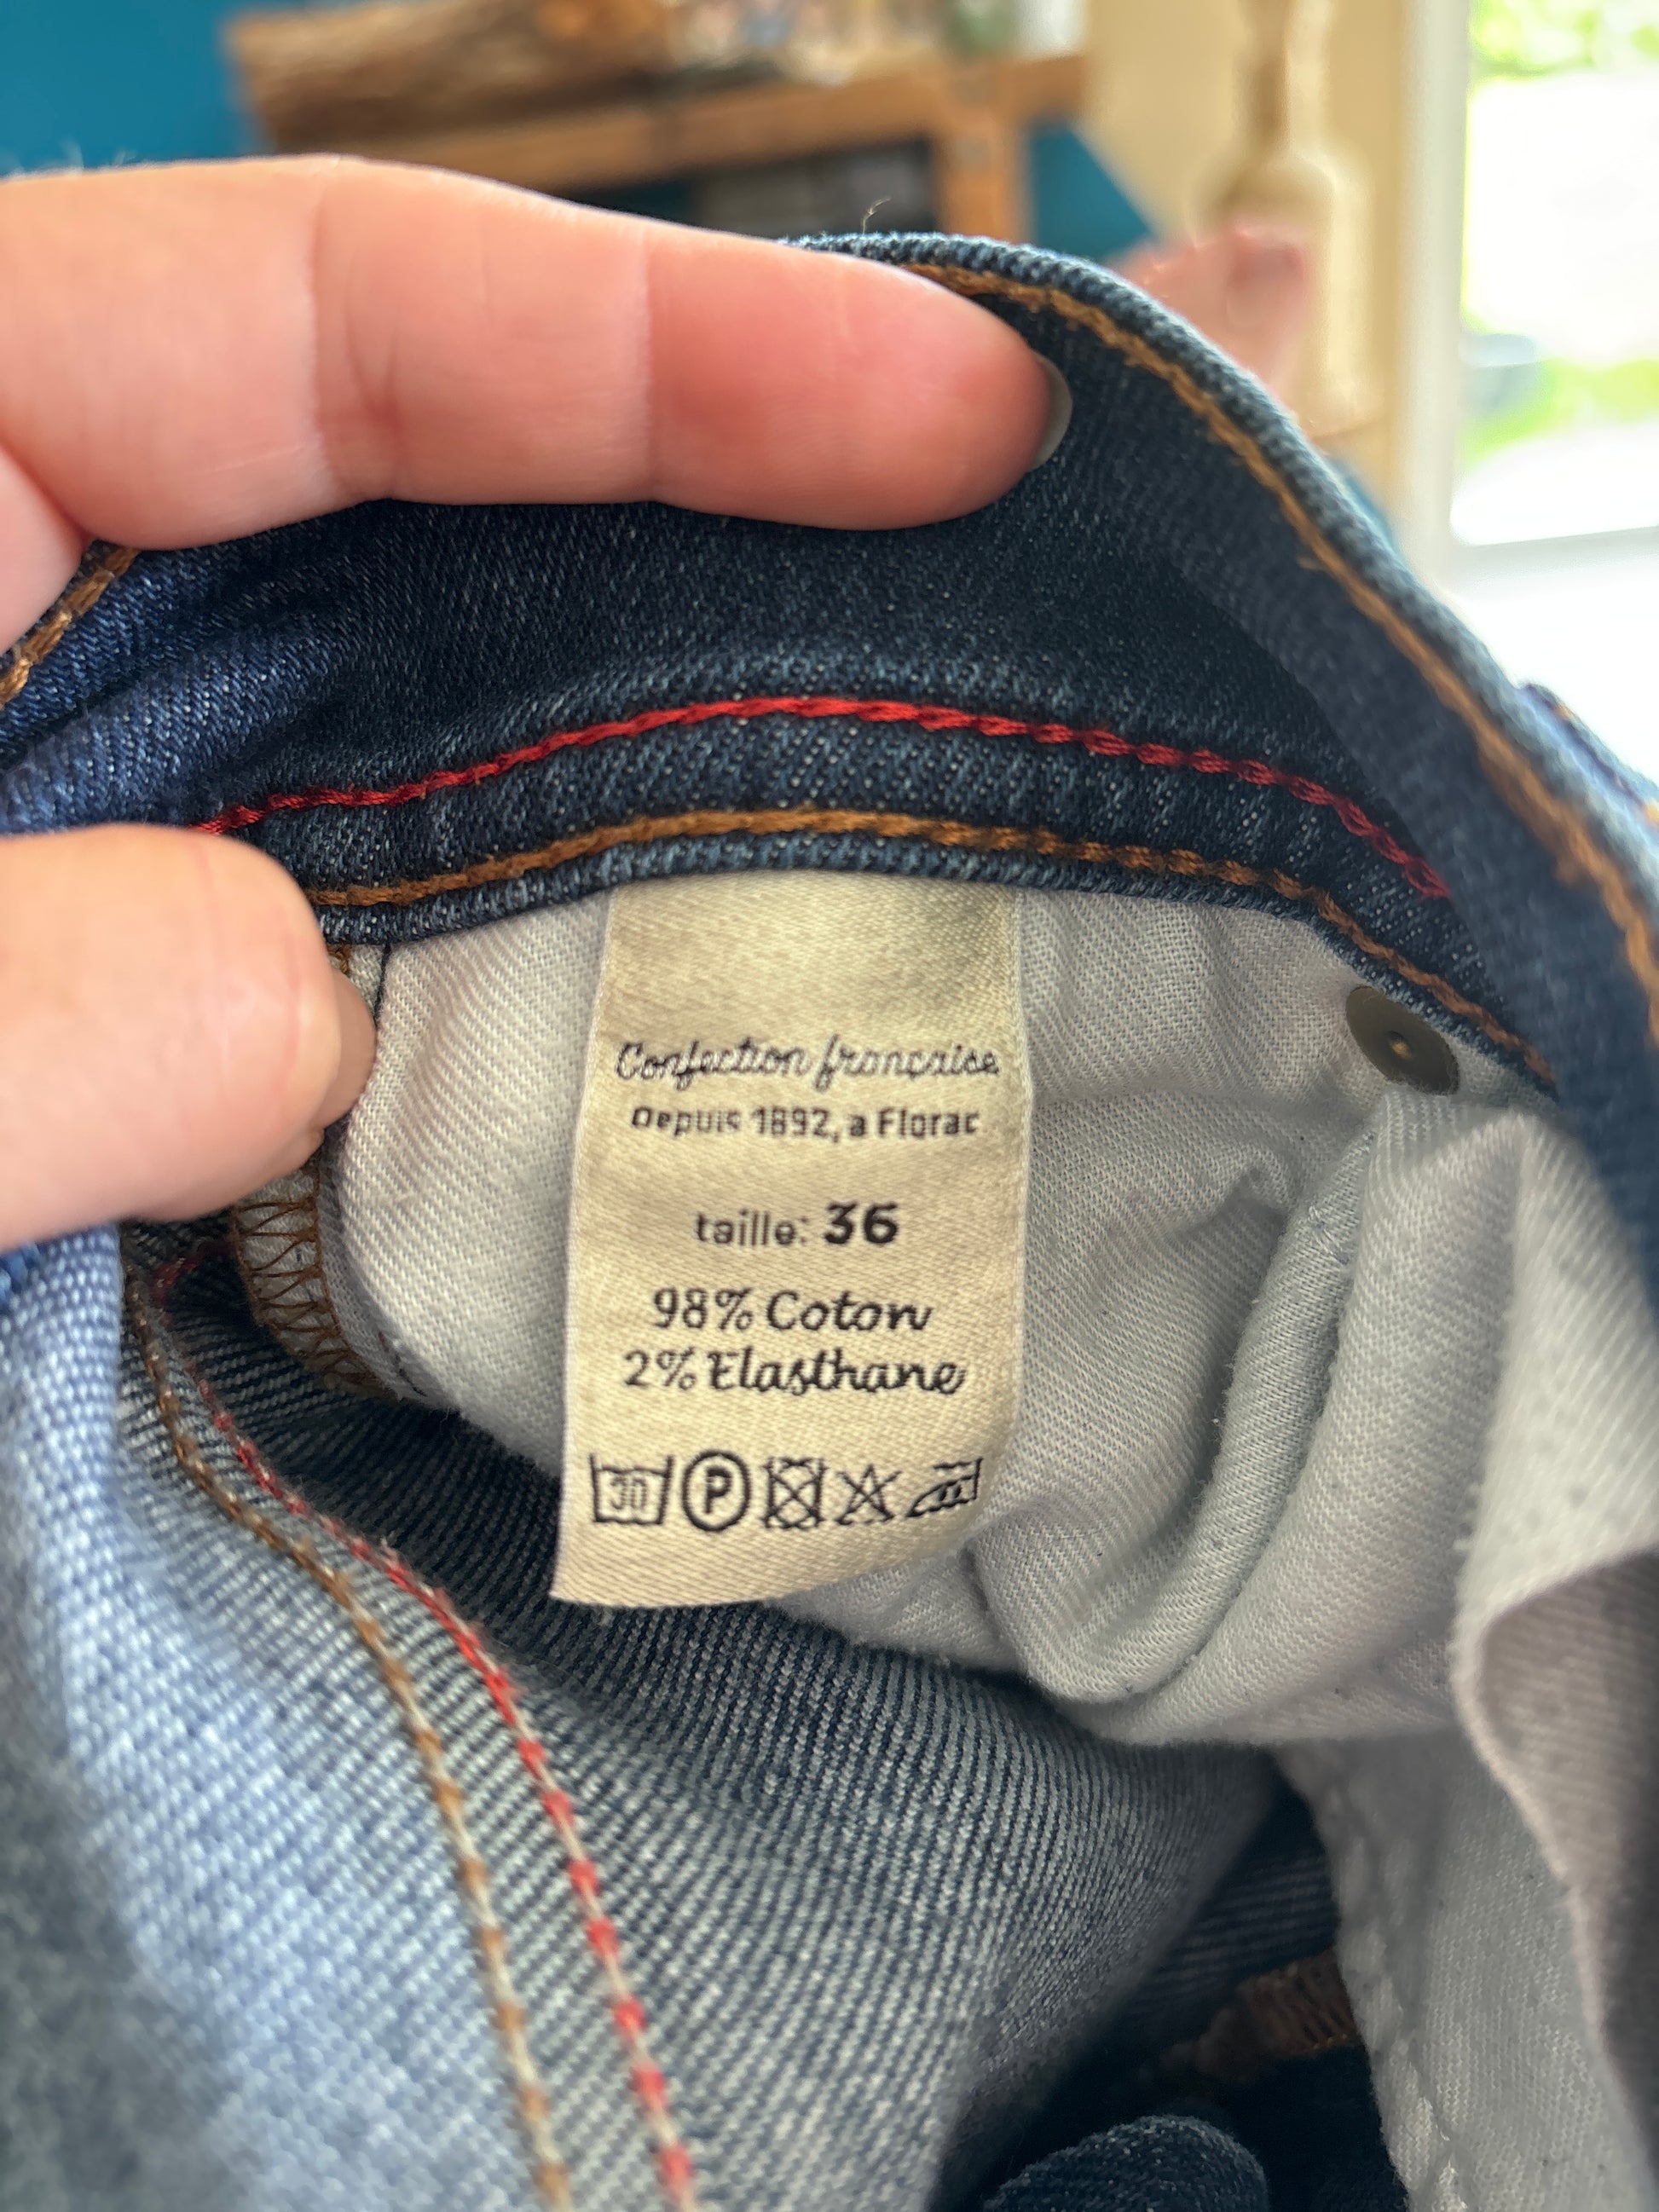 Confection française
Depuis 1892, a Florac
taille: 36
98% Coton
2% Elasthane
30 P